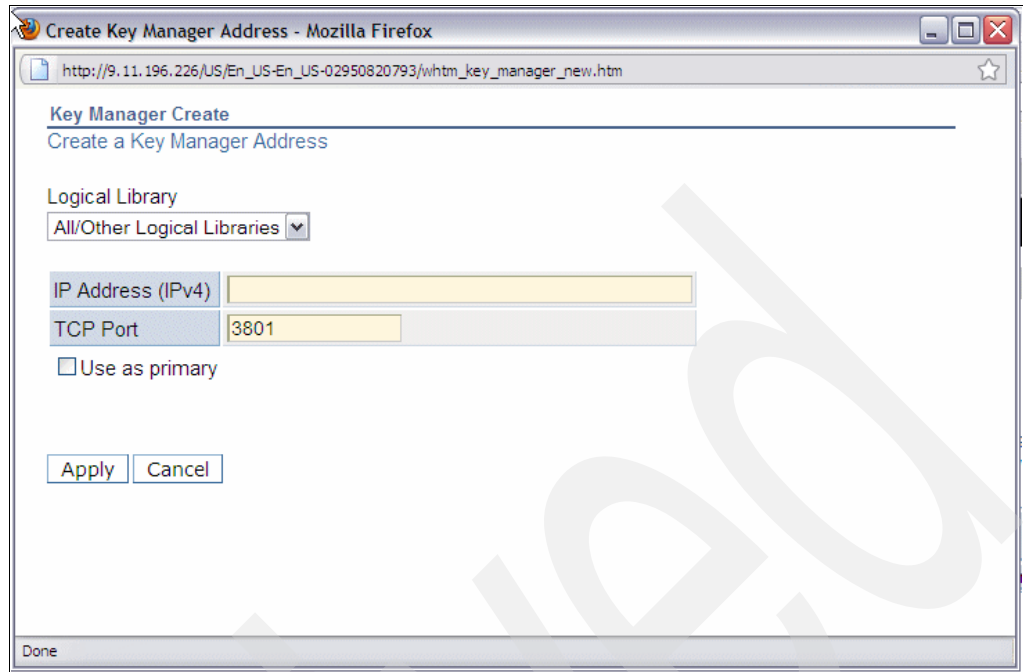 Create Key Manager Address - Mozilla Firefox
http://9.11.196.226/US/En_US-En_US-02950820793/whtm_key_manager_new.htm
Key Manager Create
Create a Key Manager Address
Logical Library
All/Other Logical Libraries
IP Address (IPv4)
TCP Port 3801
Use as primary
Apply Cancel
Done